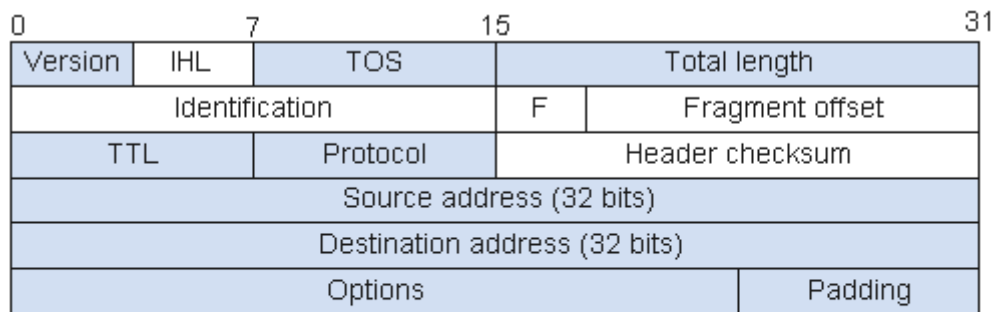 0 7 15 31
Version IHL TOS Total length
Identification F Fragment offset
TTL Protocol Header checksum
Source address (32 bits)
Destination address (32 bits)
Options Padding